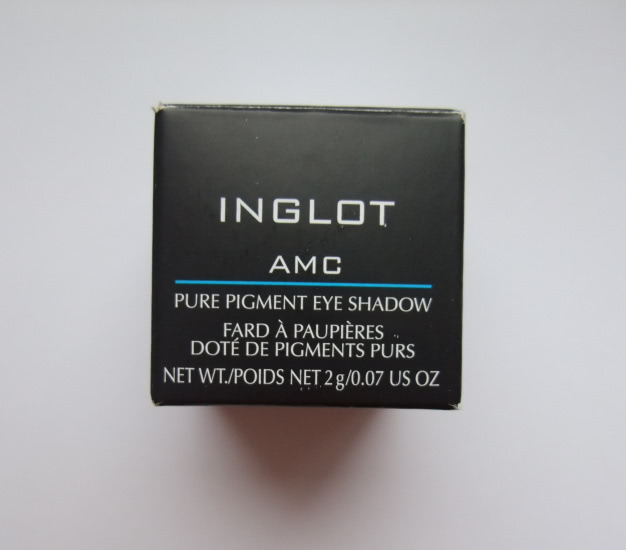 INGLOT
AMC
PURE PIGMENT EYE SHADOW
FARD À PAUPIÈRES
DOTÉ DE PIGMENTS PURS
NET WT./POIDS NET 2 g/0.07 US OZ